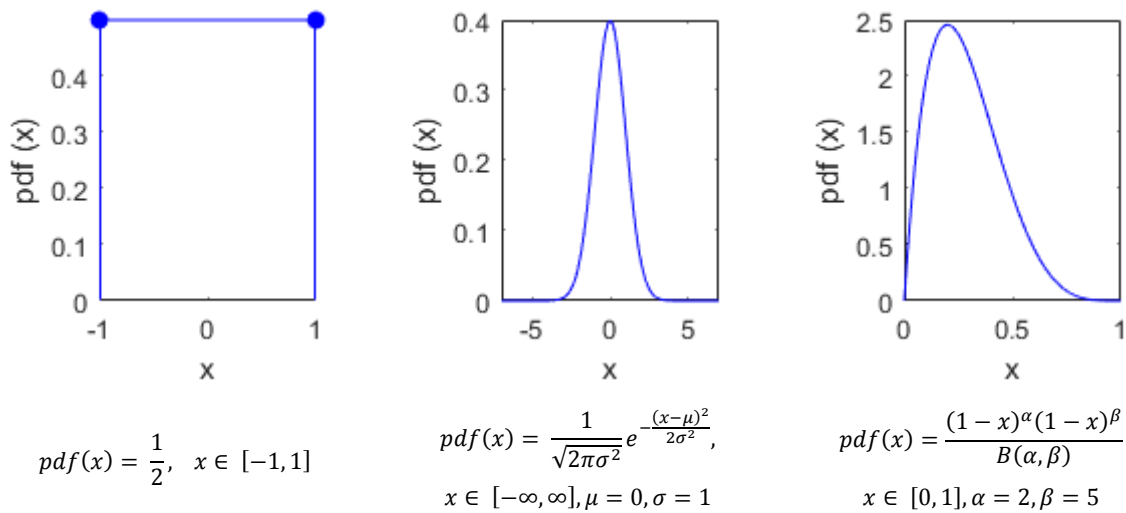 0.4
0.3
0.2
0.1
0
-1 0 1
pdf (x)
x
0.4
0.3
0.2
0.1
0
-5 0 5
pdf (x)
x
2.5
2
1.5
1
0.5
0
0 0.5 1
pdf (x)
x
pdf(x) = 1/2, x ∈ [−1, 1]
pdf(x) = 1/√(2πσ²) e^(−(x−μ)²/(2σ²)),
x ∈ [−∞, ∞], μ = 0, σ = 1
pdf(x) = (1 − x)^α(1 − x)^β/B(α, β)
x ∈ [0, 1], α = 2, β = 5